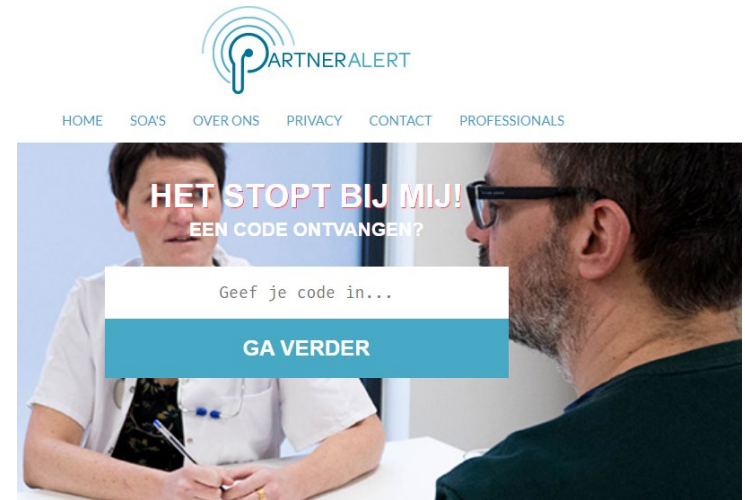 PARTNERALERT
HOME SOA'S OVER ONS PRIVACY CONTACT PROFESSIONALS
HET STOPT BIJ MIJ!
EEN CODE ONTVANGEN?
Geef je code in...
GA VERDER